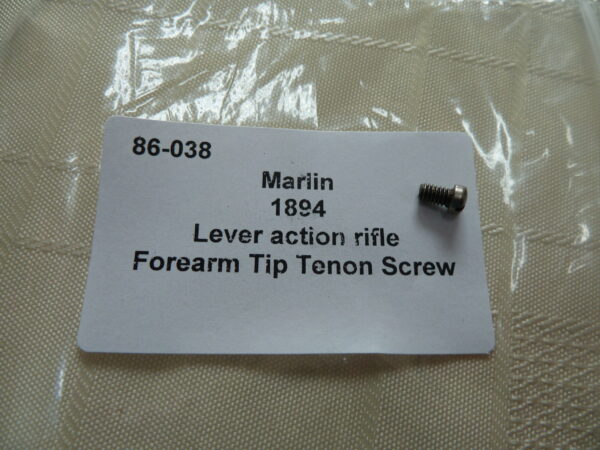 86-038
Marlin
1894
Lever action rifle
Forearm Tip Tenon Screw